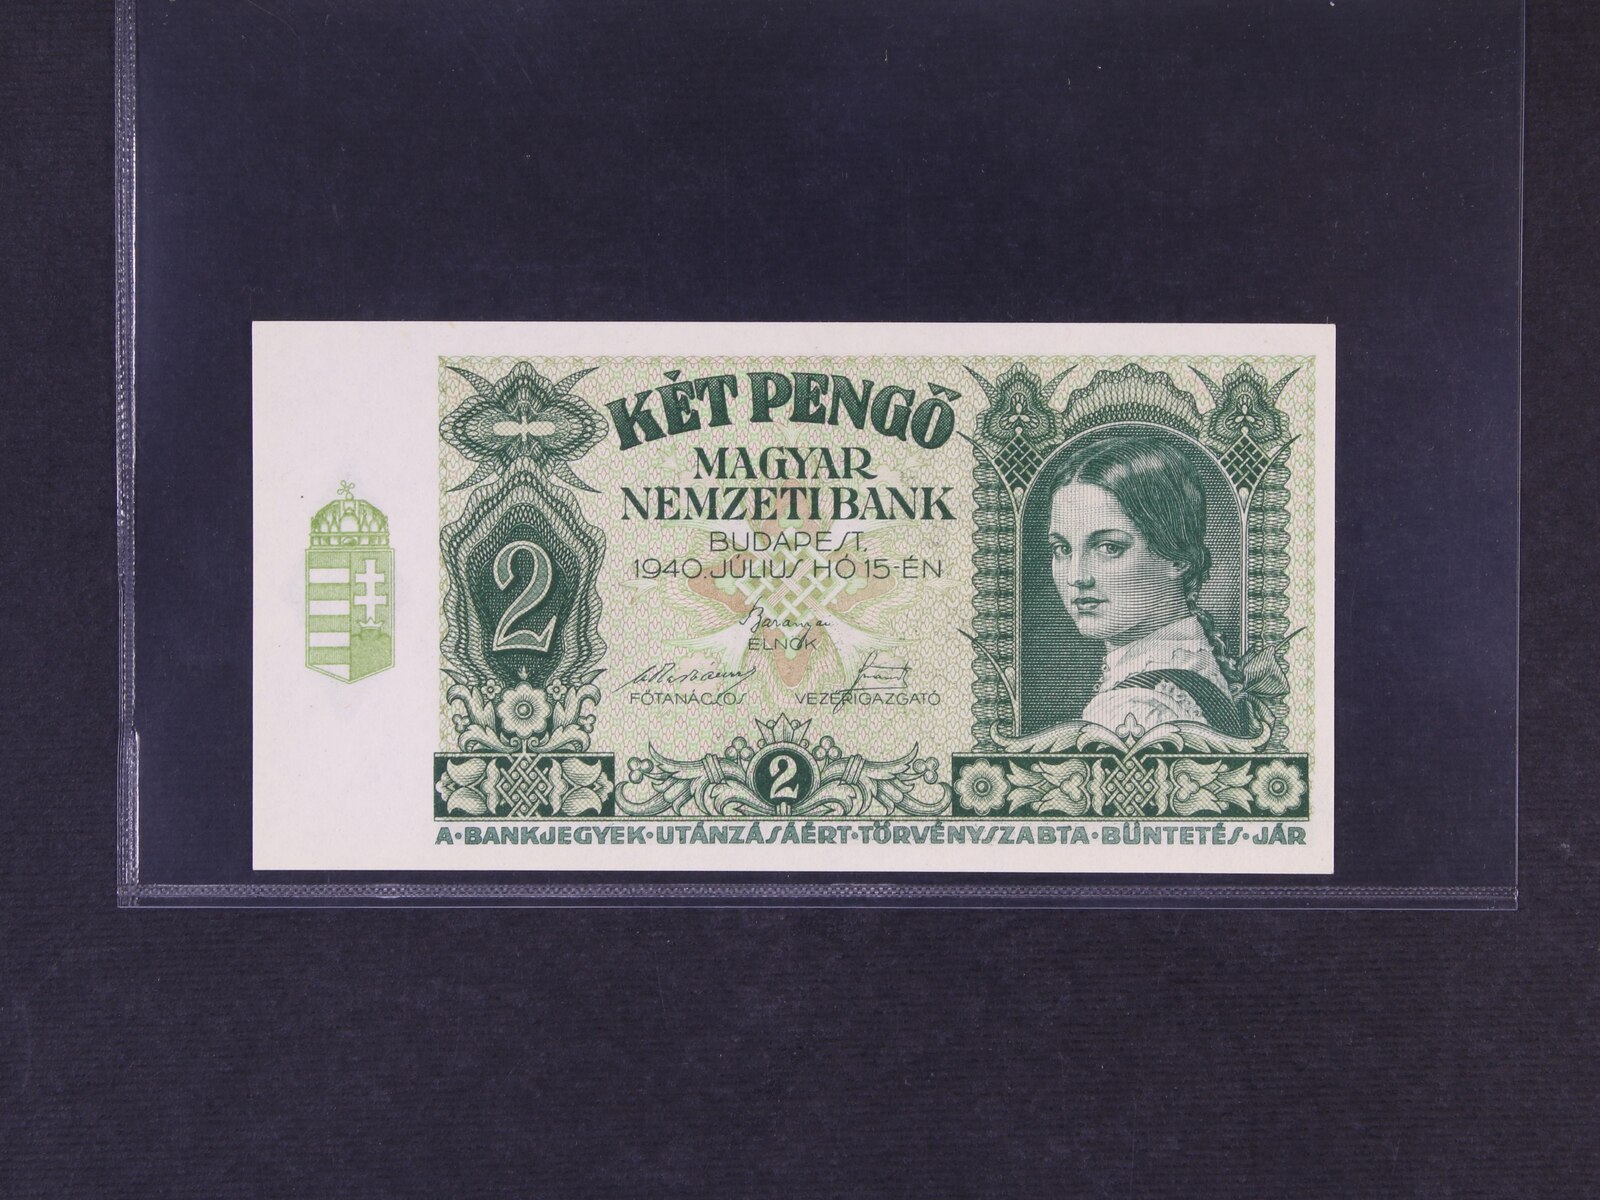 KÉT PENGŐ
MAGYAR
NEMZETI BANK
BUDAPEST,
1940. JÚLIUS HÓ 15-ÉN
2
Baranyai
ELNÖK
FŐTANÁCSOS VEZÉRIGAZGATÓ
2
A·BANKJEGYEK·UTÁNZÁSÁÉRT·TÖRVÉNYSZABTA·BÜNTETÉS·JÁR